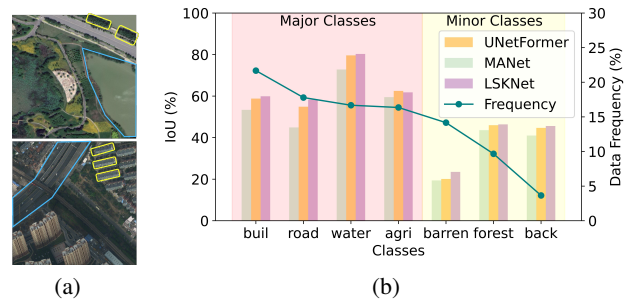 Major Classes
Minor Classes
UNetFormer
MANet
LSKNet
Frequency
IoU (%)
100
80
60
40
20
0
30
25
20
15
10
5
0
Data Frequency (%)
buil road water agri barren forest back
Classes
(a)
(b)